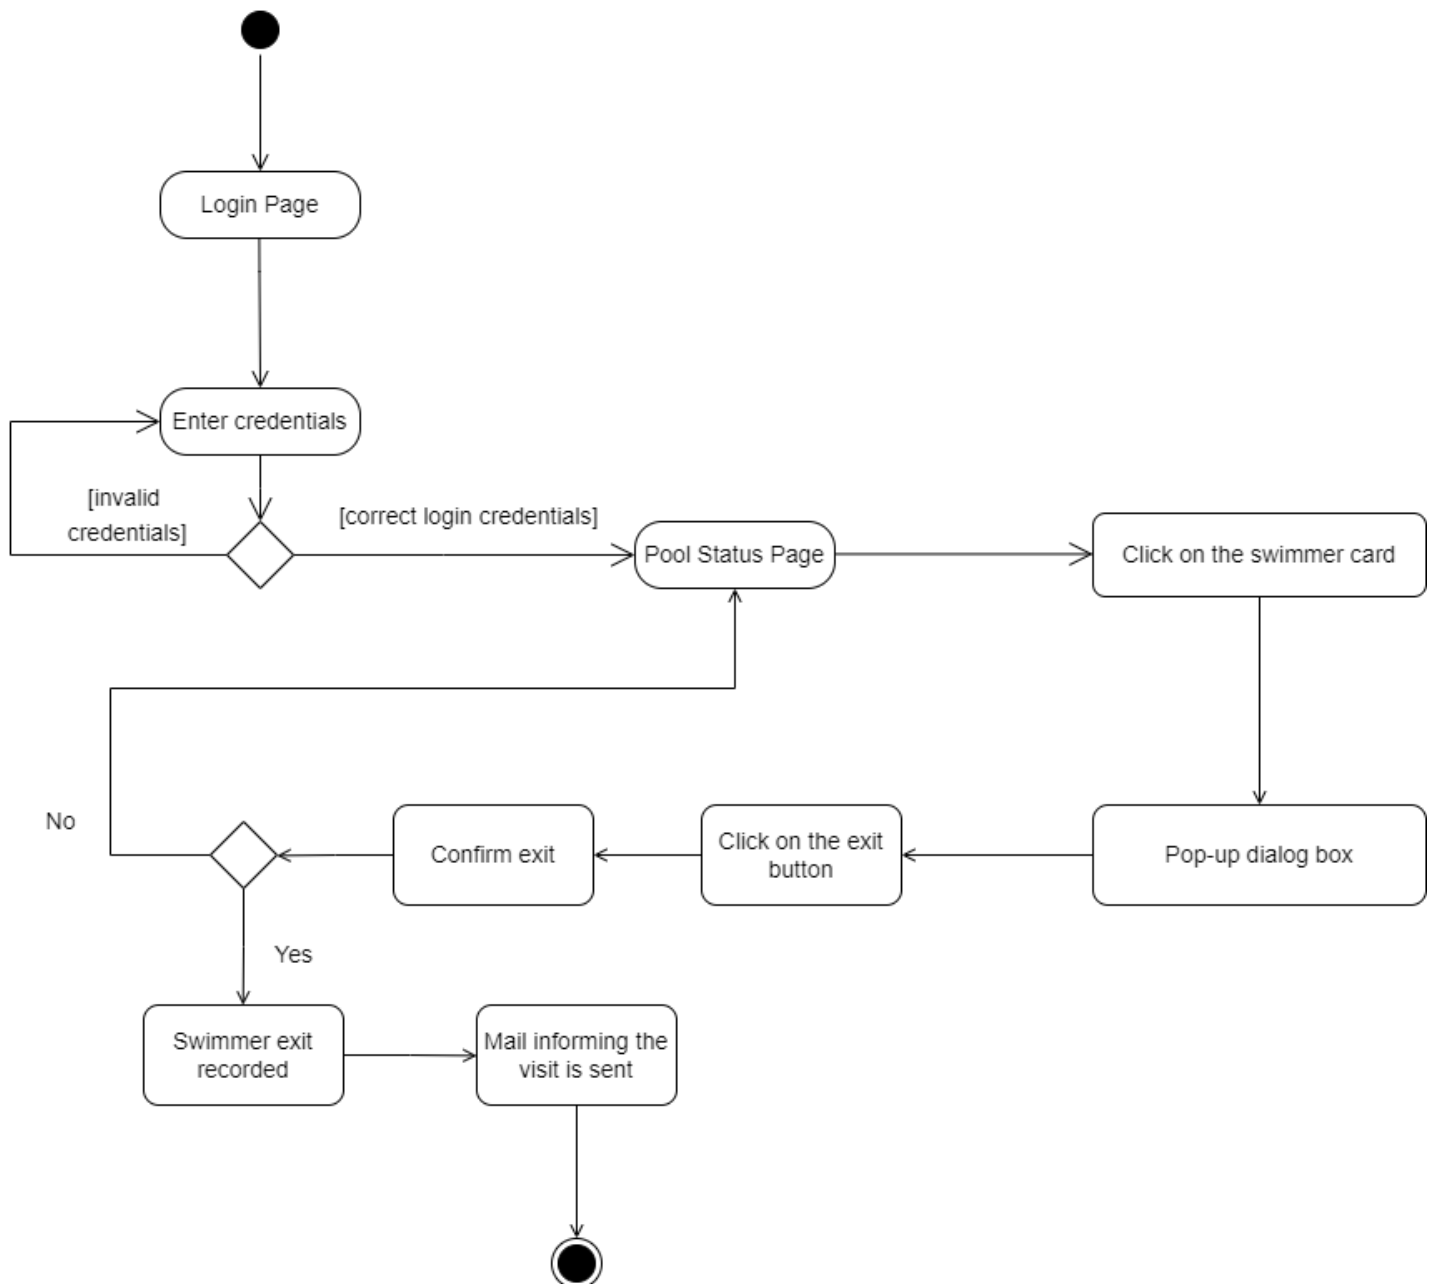 Login Page
Enter credentials
[invalid
credentials]
[correct login credentials]
Pool Status Page
Click on the swimmer card
No
Confirm exit
Click on the exit
button
Pop-up dialog box
Yes
Swimmer exit
recorded
Mail informing the
visit is sent